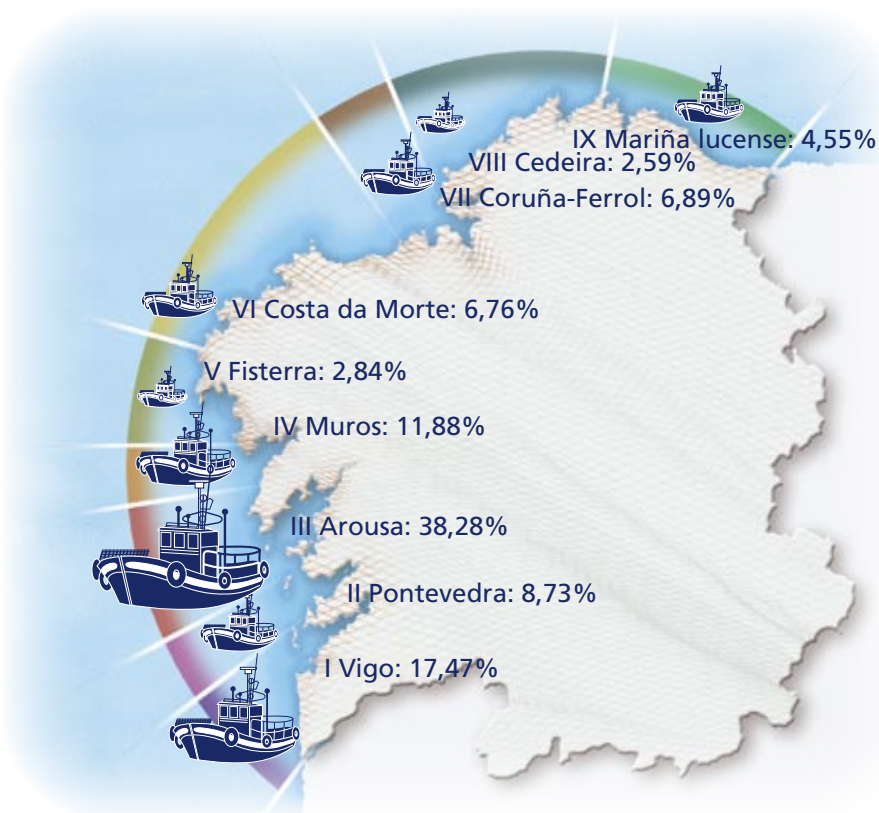 IX Mariña lucense: 4,55%
VIII Cedeira: 2,59%
VII Coruña-Ferrol: 6,89%
VI Costa da Morte: 6,76%
V Fisterra: 2,84%
IV Muros: 11,88%
III Arousa: 38,28%
II Pontevedra: 8,73%
I Vigo: 17,47%